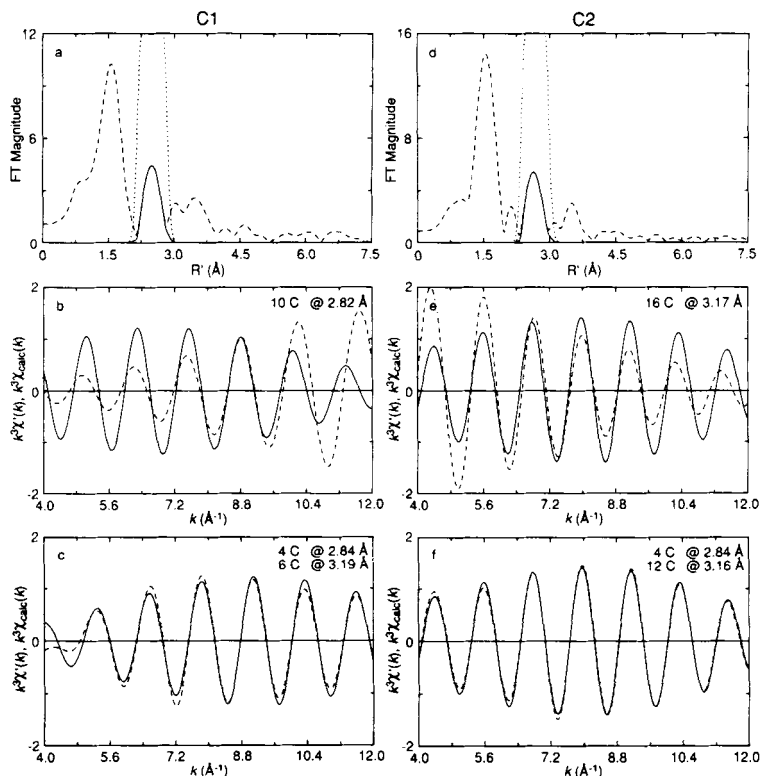 C1
C2
a
12
6
0
FT Magnitude
0 1.5 3.0 4.5 6.0 7.5
R' (Å)
d
16
8
0
FT Magnitude
0 1.5 3.0 4.5 6.0 7.5
R' (Å)
b
10 C @ 2.82 Å
2
0
-2
k³χ'(k), k³χcalc(k)
4.0 5.6 7.2 8.8 10.4 12.0
k (Å⁻¹)
e
16 C @ 3.17 Å
2
0
-2
k³χ'(k), k³χcalc(k)
4.0 5.6 7.2 8.8 10.4 12.0
k (Å⁻¹)
c
4 C @ 2.84 Å
6 C @ 3.19 Å
2
0
-2
k³χ'(k), k³χcalc(k)
4.0 5.6 7.2 8.8 10.4 12.0
k (Å⁻¹)
f
4 C @ 2.84 Å
12 C @ 3.16 Å
2
0
-2
k³χ'(k), k³χcalc(k)
4.0 5.6 7.2 8.8 10.4 12.0
k (Å⁻¹)